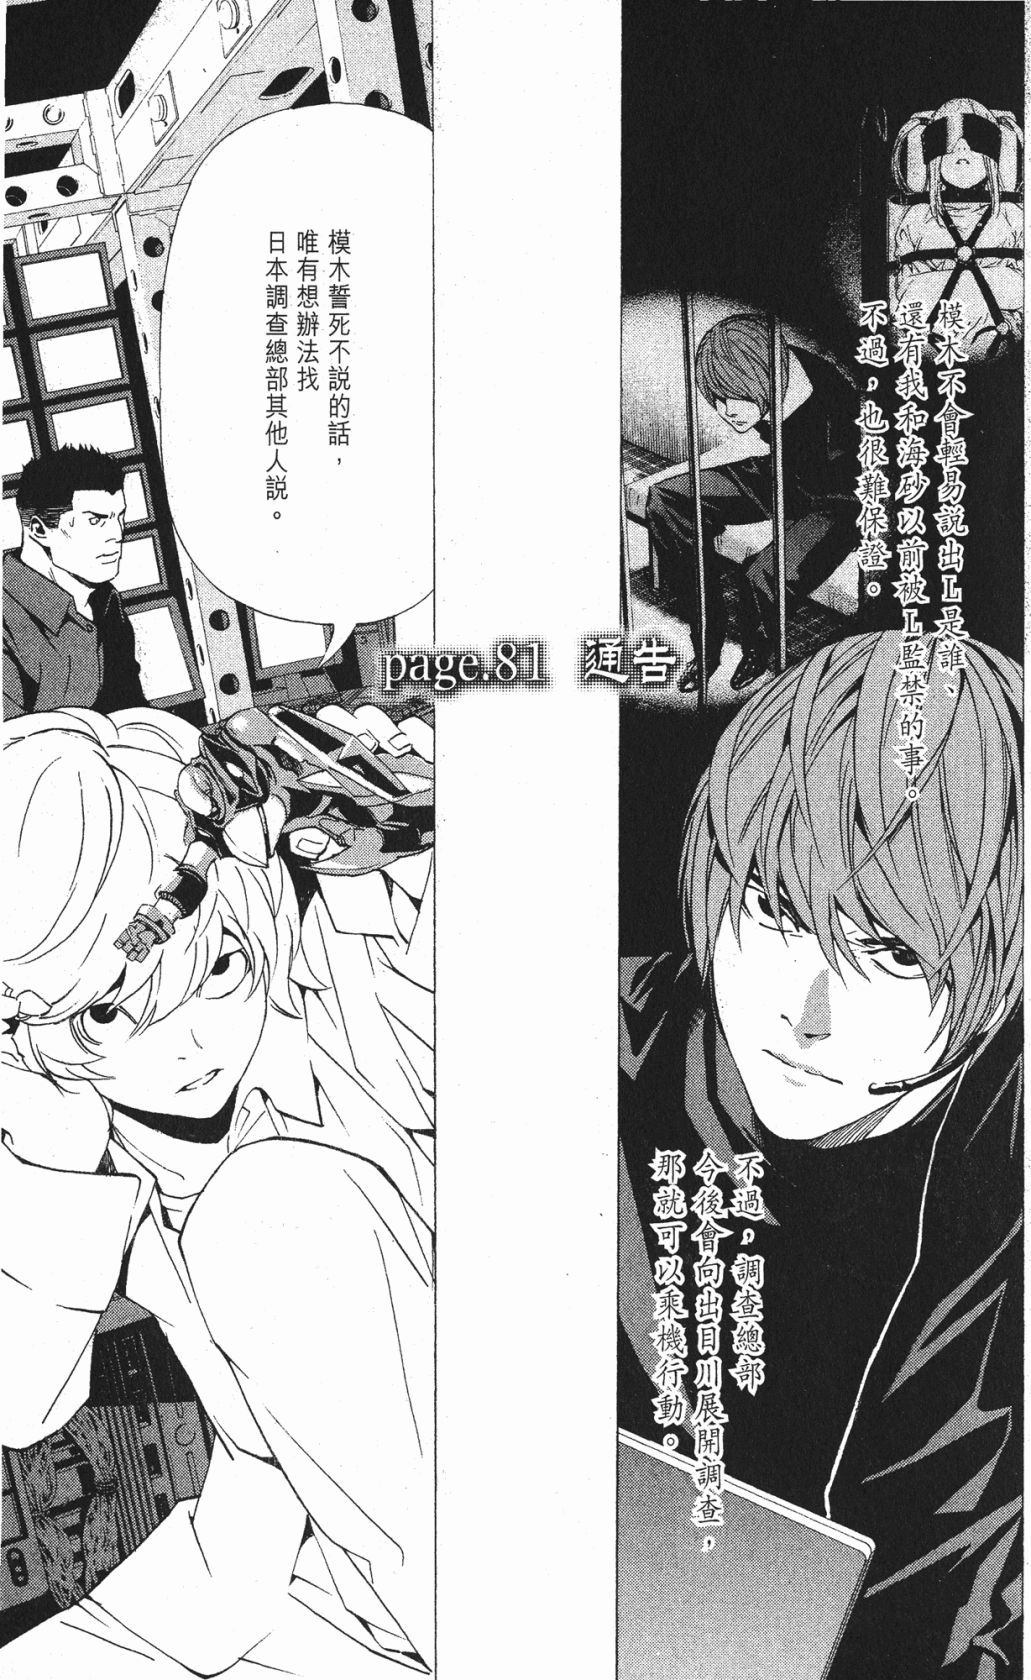 模木不會輕易說出L是誰、
還有我和海砂以前被L監禁的事。
不過，也很難保證。
不過，調查總部
今後會向出目川展開調查，
那就可以乘機行動。
page.81 通告
模木誓死不說的話，
唯有想辦法找
日本調查總部其他人說。